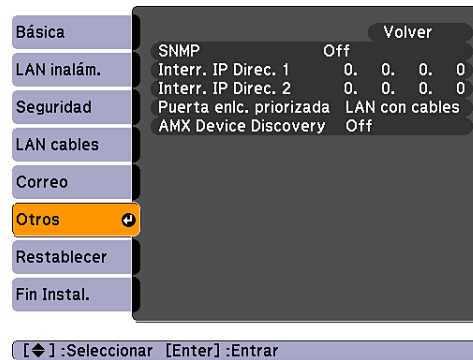 Básica
LAN inalám.
Seguridad
LAN cables
Correo
Otros
Restablecer
Fin Instal.
Volver
SNMP Off
Interr. IP Direc. 1 0. 0. 0. 0
Interr. IP Direc. 2 0. 0. 0. 0
Puerta enlc. priorizada LAN con cables
AMX Device Discovery Off
[◆] :Seleccionar [Enter] :Entrar